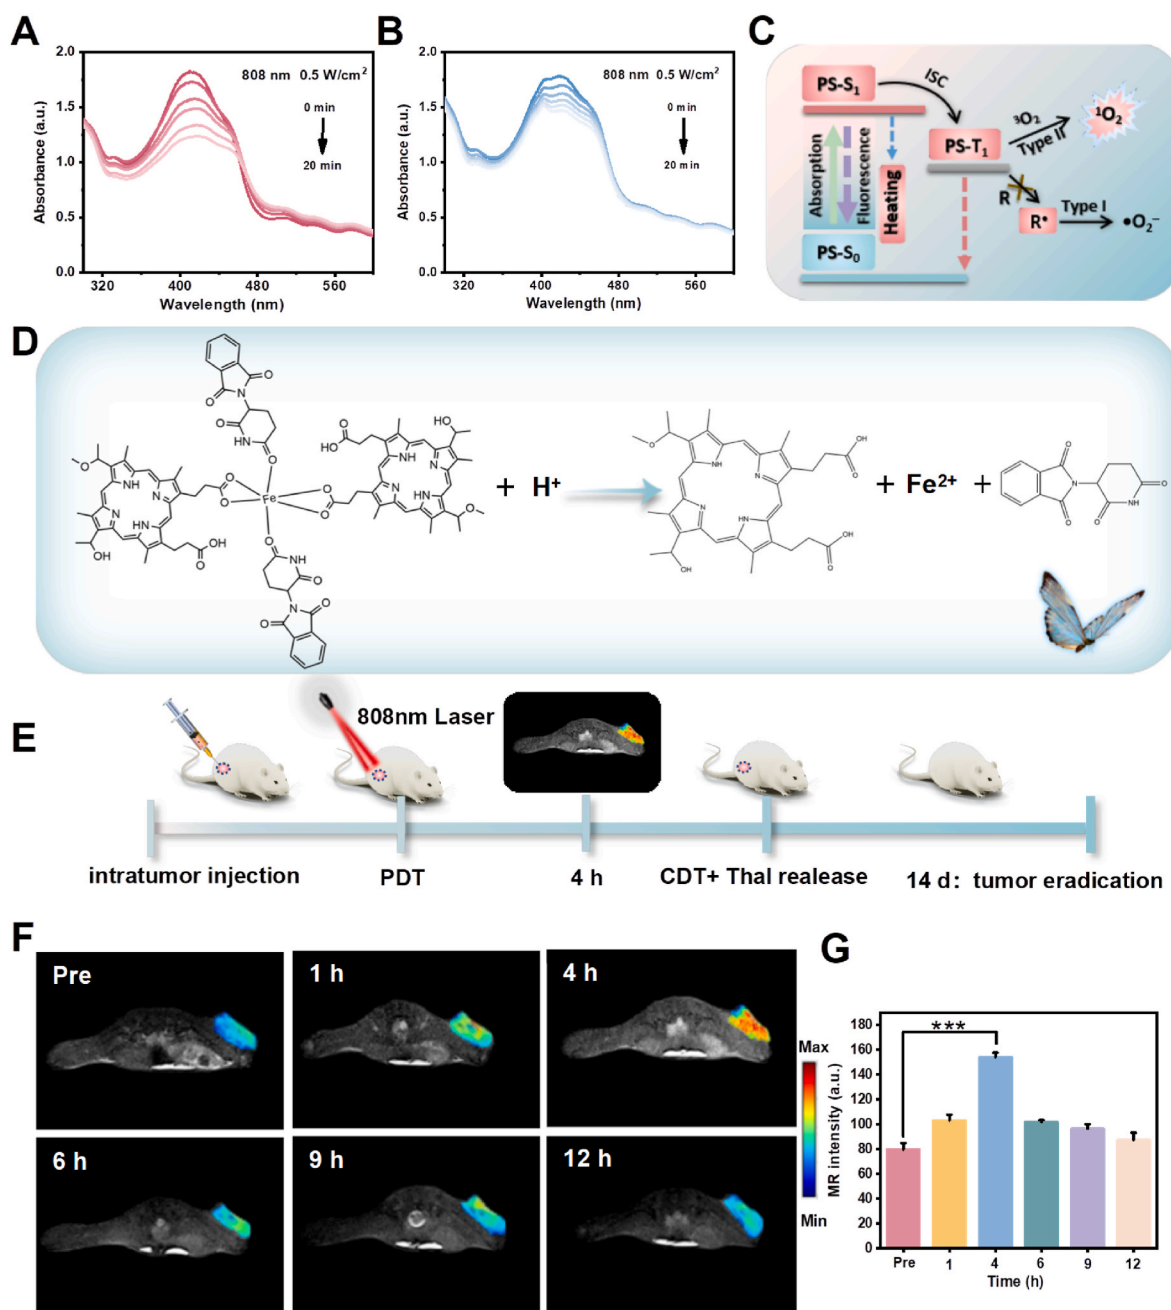 A
2.0
1.5
1.0
0.5
0.0
Absorbance (a.u.)
808 nm 0.5 W/cm²
0 min
20 min
320 400 480 560
Wavelength (nm)
B
2.0
1.5
1.0
0.5
0.0
Absorbance (a.u.)
808 nm 0.5 W/cm²
0 min
20 min
320 400 480 560
Wavelength (nm)
C
PS-S₁
ISC
PS-T₁
³O₂
Type II
¹O₂
Absorption
Fluorescence
Heating
R
R•
Type I
•O₂⁻
PS-S₀
D
Fe
+ H⁺
+ Fe²⁺ +
E
808nm Laser
intratumor injection
PDT
4 h
CDT+ Thal realease
14 d: tumor eradication
F
Pre
1 h
4 h
6 h
9 h
12 h
Max
Min
G
***
180
160
140
120
100
80
60
40
20
0
MR intensity (a.u.)
Pre 1 4 6 9 12
Time (h)